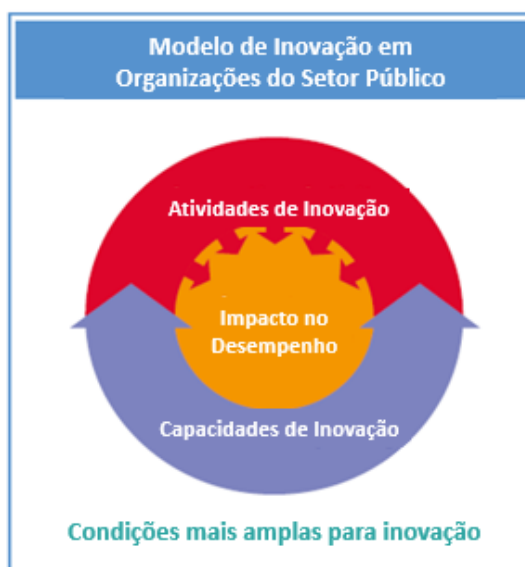 Modelo de Inovação em
Organizações do Setor Público
Atividades de Inovação
Impacto no
Desempenho
Capacidades de Inovação
Condições mais amplas para inovação